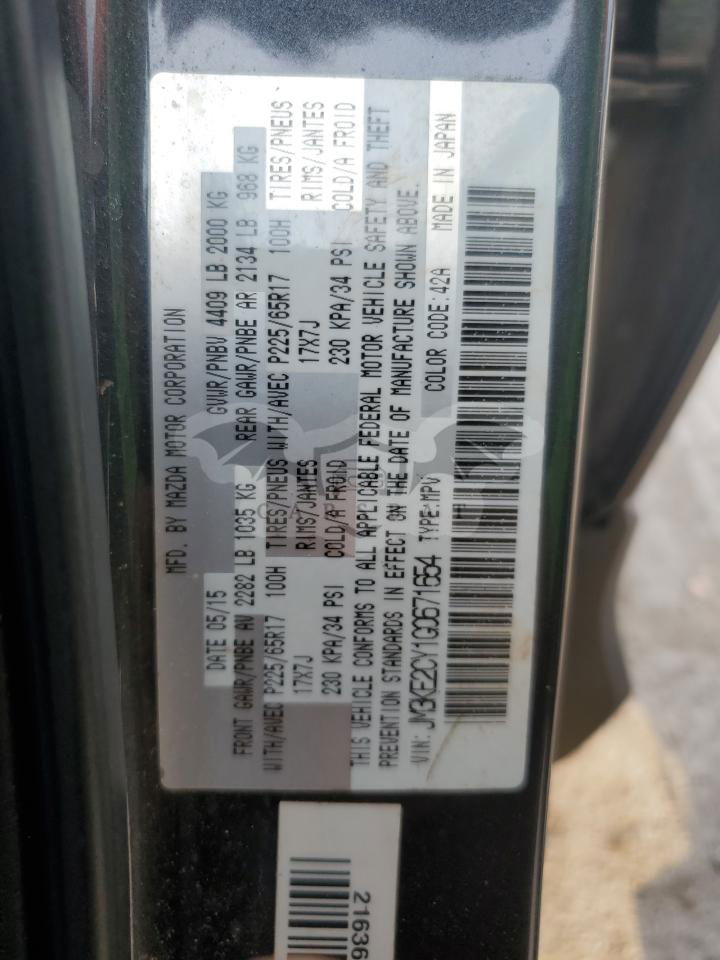 MFD. BY MAZDA MOTOR CORPORATION
DATE 05/15 GVWR/PNBV 4409 LB 2000 KG
FRONT GAWR/PNBE AV 2282 LB 1035 KG REAR GAWR/PNBE AR 2134 LB 968 KG
WITH/AVEC P225/65R17 100H TIRES/PNEUS WITH/AVEC P225/65R17 100H TIRES/PNEUS
17X7J RIMS/JANTES 17X7J RIMS/JANTES
230 KPA/34 PSI COLD/A FROID 230 KPA/34 PSI COLD/A FROID
THIS VEHICLE CONFORMS TO ALL APPLICABLE FEDERAL MOTOR VEHICLE SAFETY AND THEFT
PREVENTION STANDARDS IN EFFECT ON THE DATE OF MANUFACTURE SHOWN ABOVE.
VIN: JM3KE2CY1G0671654 TYPE:MPV COLOR CODE:42A MADE IN JAPAN
21636